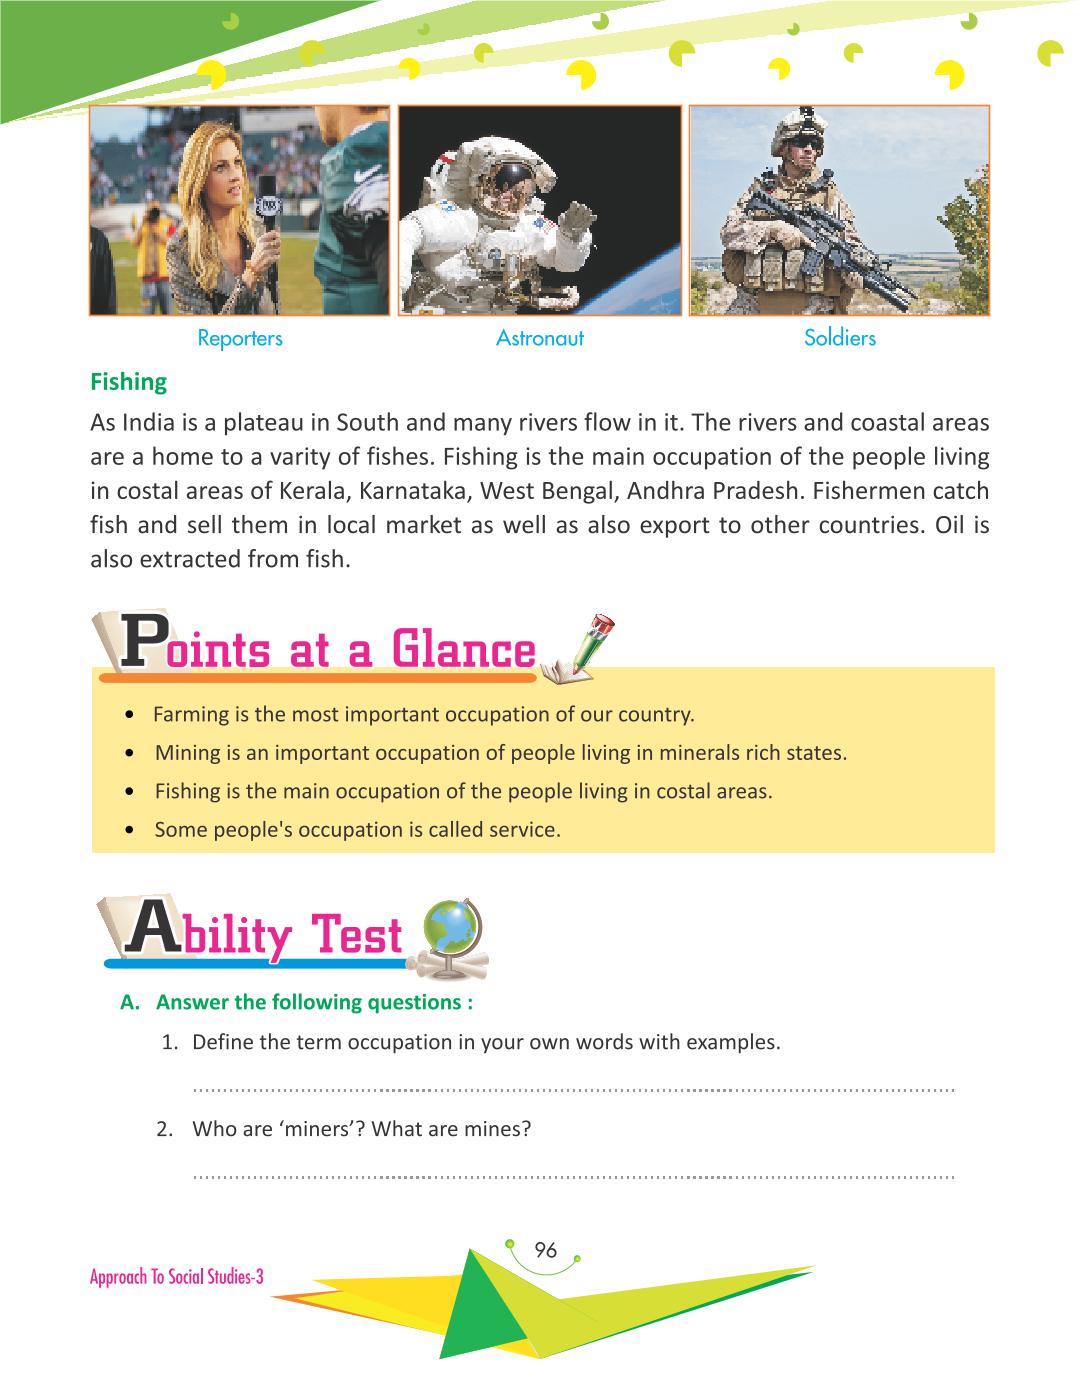 Reporters
Astronaut
Soldiers
Fishing
As India is a plateau in South and many rivers flow in it. The rivers and coastal areas
are a home to a varity of fishes. Fishing is the main occupation of the people living
in costal areas of Kerala, Karnataka, West Bengal, Andhra Pradesh. Fishermen catch
fish and sell them in local market as well as also export to other countries. Oil is
also extracted from fish.
Points at a Glance
• Farming is the most important occupation of our country.
• Mining is an important occupation of people living in minerals rich states.
• Fishing is the main occupation of the people living in costal areas.
• Some people's occupation is called service.
Ability Test
A. Answer the following questions :
1. Define the term occupation in your own words with examples.
2. Who are ‘miners’? What are mines?
96
Approach To Social Studies-3